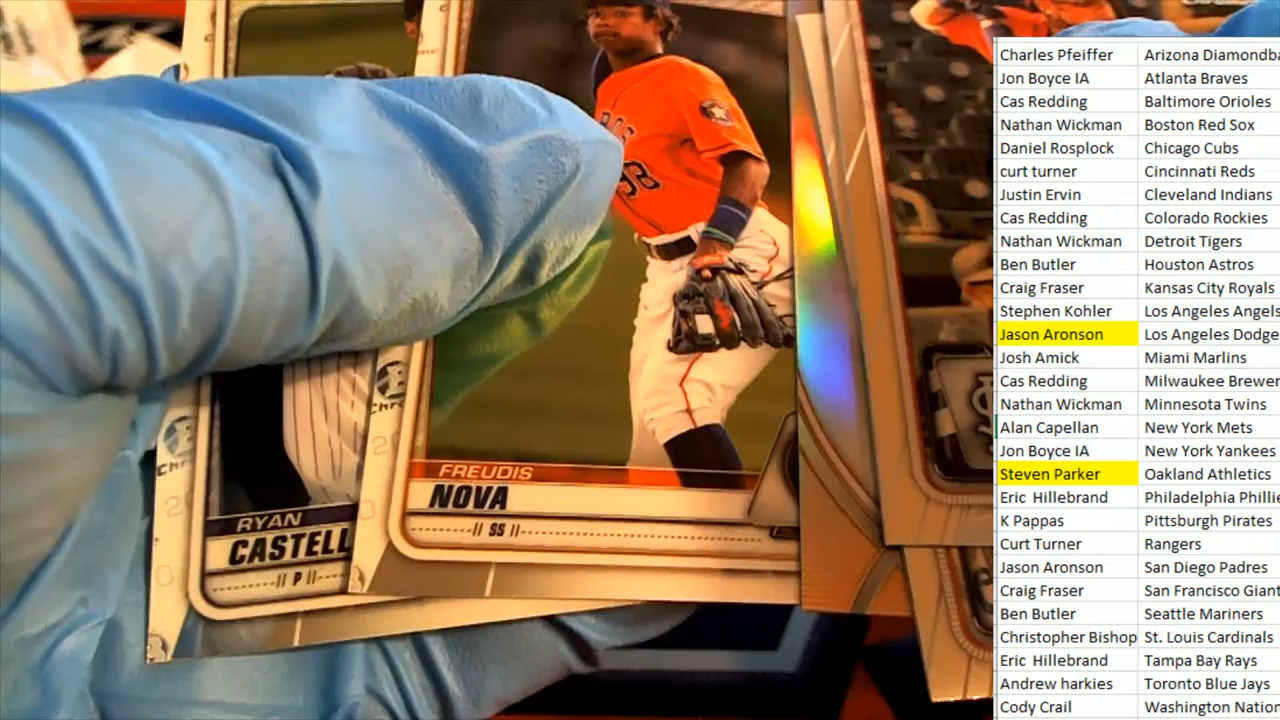 FREUDIS
NOVA
SS
RYAN
CASTELL
P
Charles Pfeiffer Arizona Diamondba
Jon Boyce IA Atlanta Braves
Cas Redding Baltimore Orioles
Nathan Wickman Boston Red Sox
Daniel Rosplock Chicago Cubs
curt turner Cincinnati Reds
Justin Ervin Cleveland Indians
Cas Redding Colorado Rockies
Nathan Wickman Detroit Tigers
Ben Butler Houston Astros
Craig Fraser Kansas City Royals
Stephen Kohler Los Angeles Angels
Jason Aronson Los Angeles Dodge
Josh Amick Miami Marlins
Cas Redding Milwaukee Brewer
Nathan Wickman Minnesota Twins
Alan Capellan New York Mets
Jon Boyce IA New York Yankees
Steven Parker Oakland Athletics
Eric Hillebrand Philadelphia Phillie
K Pappas Pittsburgh Pirates
Curt Turner Rangers
Jason Aronson San Diego Padres
Craig Fraser San Francisco Giant
Ben Butler Seattle Mariners
Christopher Bishop St. Louis Cardinals
Eric Hillebrand Tampa Bay Rays
Andrew harkies Toronto Blue Jays
Cody Crail Washington Nation